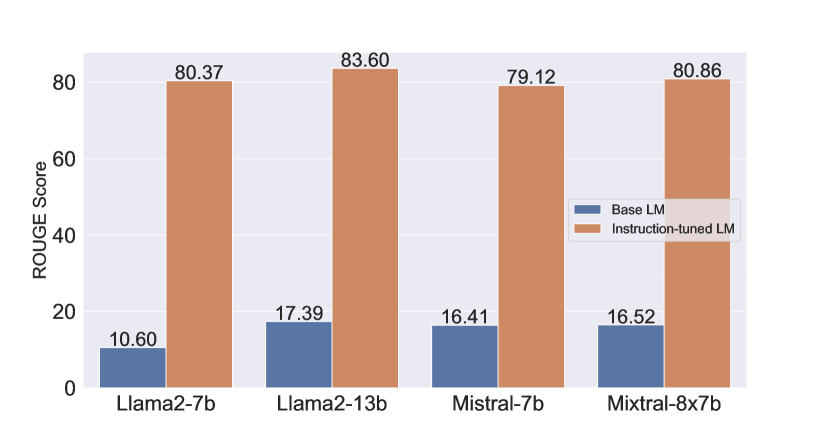 83.60
80.37
79.12
80.86
80
60
ROUGE Score
Base LM
Instruction-tuned LM
40
20
17.39
16.41
16.52
10.60
0
Llama2-7b
Llama2-13b
Mistral-7b
Mixtral-8x7b